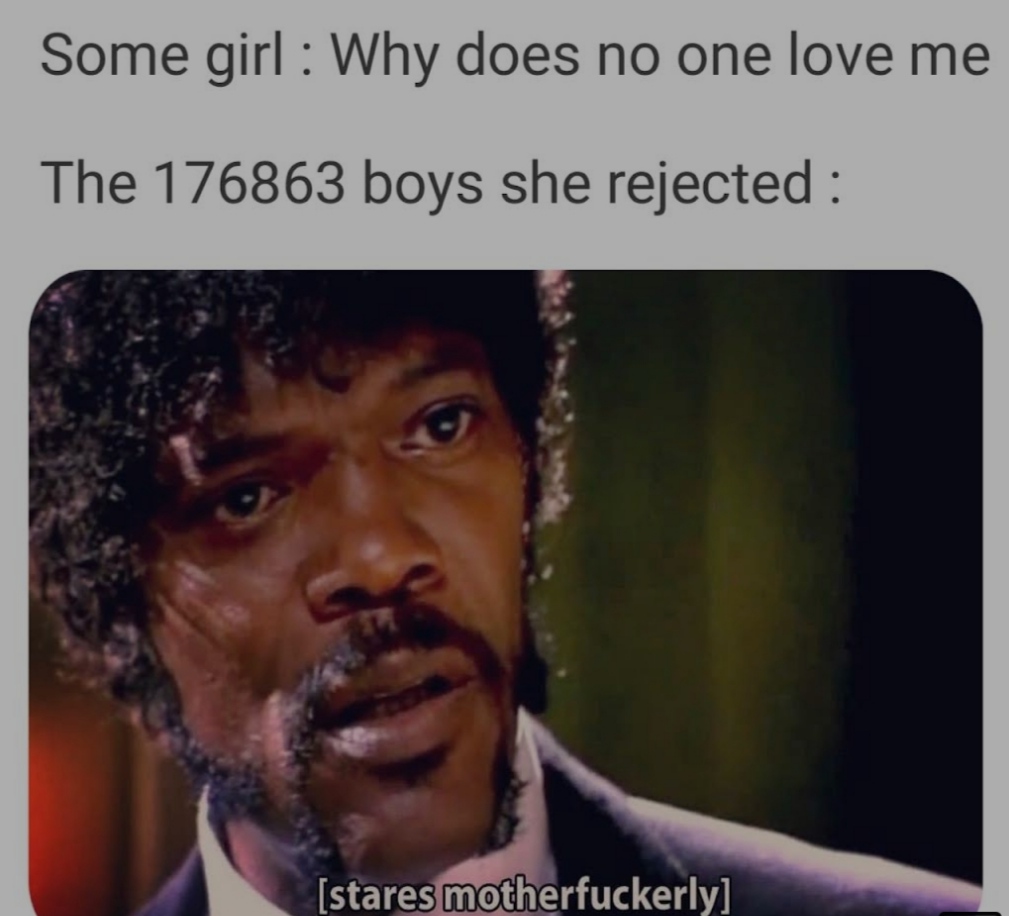 Some girl : Why does no one love me
The 176863 boys she rejected :
[stares motherfuckerly]